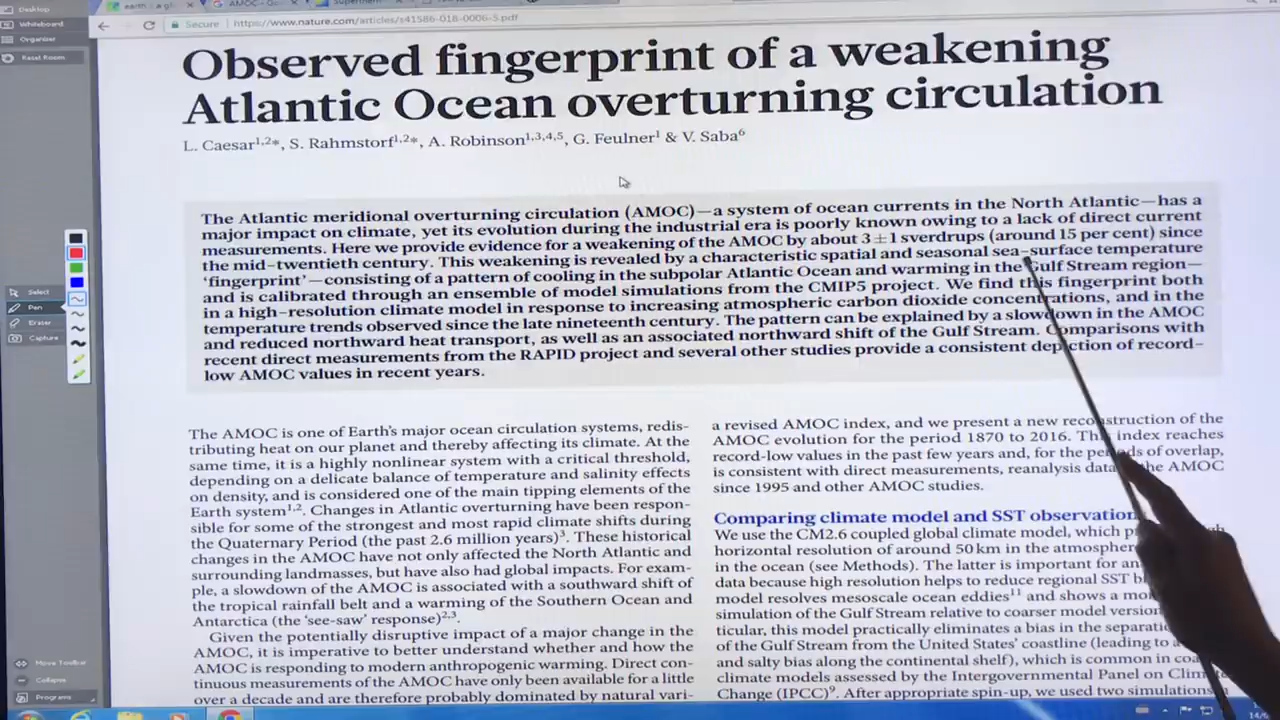 Desktop
Whiteboard
Organiser
Reset Room
Secure
https://www.nature.com/articles/s41586-018-0006-5.pdf
Observed fingerprint of a weakening
Atlantic Ocean overturning circulation
L. Caesar1,2*, S. Rahmstorf1,2*, A. Robinson1,3,4,5, G. Feulner1 & V. Saba6
The Atlantic meridional overturning circulation (AMOC)—a system of ocean currents in the North Atlantic—has a
major impact on climate, yet its evolution during the industrial era is poorly known owing to a lack of direct current
measurements. Here we provide evidence for a weakening of the AMOC by about 3 ± 1 sverdrups (around 15 per cent) since
the mid-twentieth century. This weakening is revealed by a characteristic spatial and seasonal sea-surface temperature
‘fingerprint’—consisting of a pattern of cooling in the subpolar Atlantic Ocean and warming in the Gulf Stream region—
and is calibrated through an ensemble of model simulations from the CMIP5 project. We find this fingerprint both
in a high-resolution climate model in response to increasing atmospheric carbon dioxide concentrations, and in the
temperature trends observed since the late nineteenth century. The pattern can be explained by a slowdown in the AMOC
and reduced northward heat transport, as well as an associated northward shift of the Gulf Stream. Comparisons with
recent direct measurements from the RAPID project and several other studies provide a consistent depiction of record-
low AMOC values in recent years.
The AMOC is one of Earth's major ocean circulation systems, redis-
tributing heat on our planet and thereby affecting its climate. At the
same time, it is a highly nonlinear system with a critical threshold,
depending on a delicate balance of temperature and salinity effects
on density, and is considered one of the main tipping elements of the
Earth system1,2. Changes in Atlantic overturning have been respon-
sible for some of the strongest and most rapid climate shifts during
the Quaternary Period (the past 2.6 million years)3. These historical
changes in the AMOC have not only affected the North Atlantic and
surrounding landmasses, but have also had global impacts. For exam-
ple, a slowdown of the AMOC is associated with a southward shift of
the tropical rainfall belt and a warming of the Southern Ocean and
Antarctica (the ‘see-saw’ response)2,3.
Given the potentially disruptive impact of a major change in the
AMOC, it is imperative to better understand whether and how the
AMOC is responding to modern anthropogenic warming. Direct con-
tinuous measurements of the AMOC have only been available for a little
over a decade and are therefore probably dominated by natural vari-
a revised AMOC index, and we present a new reconstruction of the
AMOC evolution for the period 1870 to 2016. This index reaches
record-low values in the past few years and, for the periods of overlap,
is consistent with direct measurements, reanalysis data the AMOC
since 1995 and other AMOC studies.
Comparing climate model and SST observation
We use the CM2.6 coupled global climate model, which
horizontal resolution of around 50 km in the atmosphere
in the ocean (see Methods). The latter is important for
data because high resolution helps to reduce regional SST
model resolves mesoscale ocean eddies11 and shows a
simulation of the Gulf Stream relative to coarser model
ticular, this model practically eliminates a bias in the
of the Gulf Stream from the United States' coastline (leading to
and salty bias along the continental shelf), which is common in
climate models assessed by the Intergovernmental Panel on
Change (IPCC)9. After appropriate spin-up, we used two simulations
Select
Pen
Eraser
Capture
Move Toolbar
Collapse
Programs